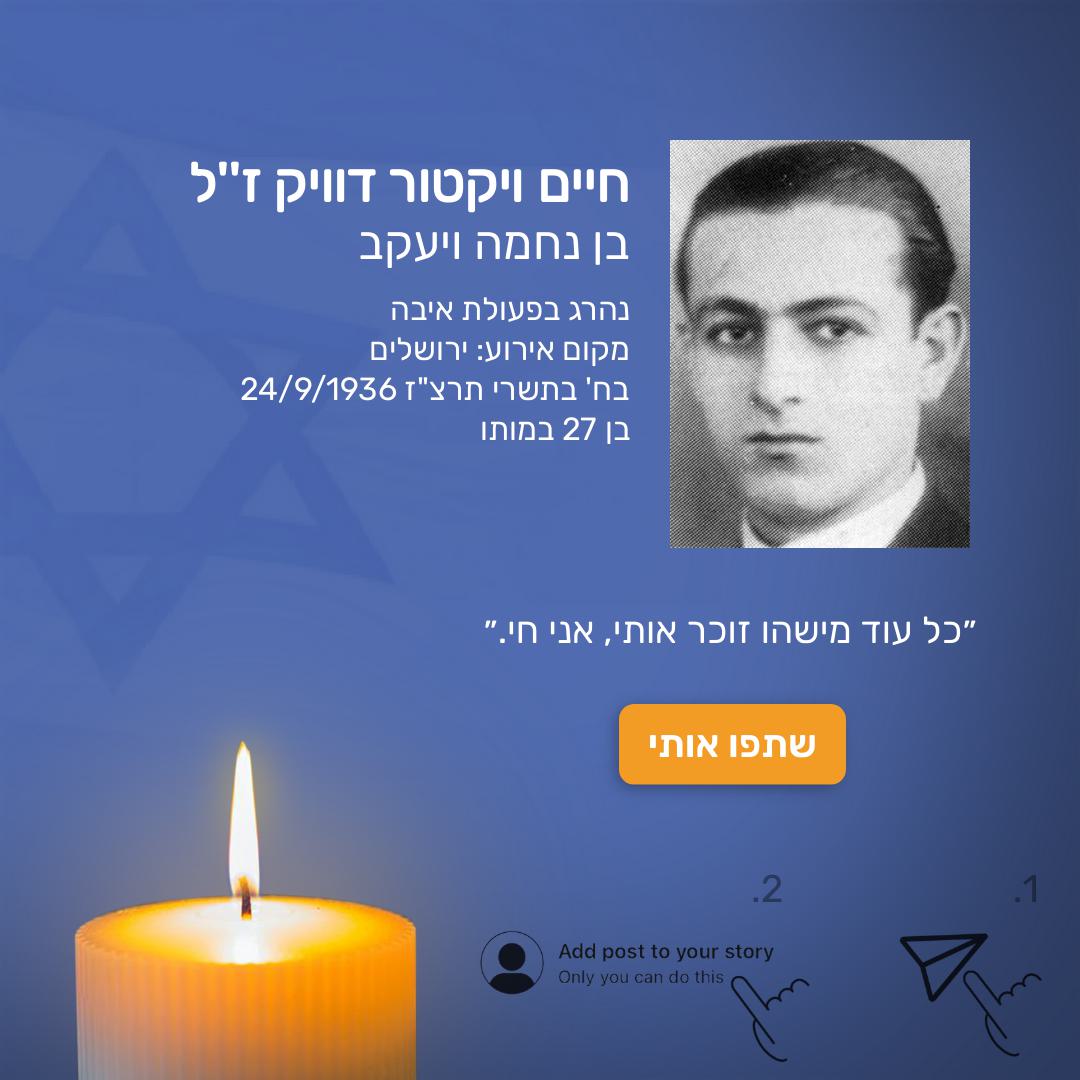 חיים ויקטור דוויק ז"ל
בן נחמה ויעקב
נהרג בפעולת איבה
מקום אירוע: ירושלים
בח' בתשרי תרצ"ז 24/9/1936
בן 27 במותו
״כל עוד מישהו זוכר אותי, אני חי.״
שתפו אותי
1.
2.
Add post to your story
Only you can do this